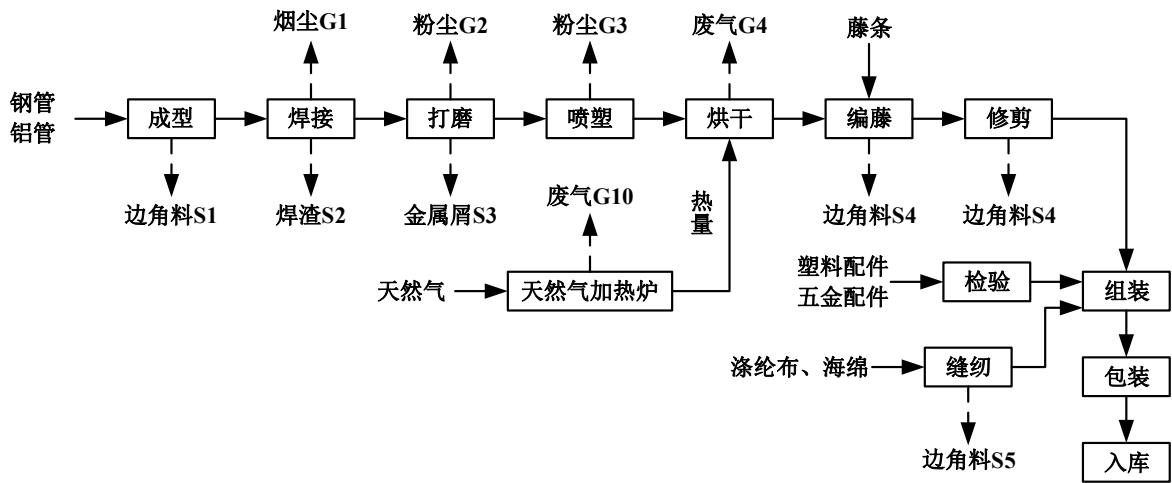 烟尘G1
粉尘G2
粉尘G3
废气G4
藤条
钢管
铝管
成型
焊接
打磨
喷塑
烘干
编藤
修剪
边角料S1
焊渣S2
金属屑S3
废气G10
热
量
边角料S4
边角料S4
天然气
天然气加热炉
塑料配件
五金配件
检验
组装
涤纶布、海绵
缝纫
包装
边角料S5
入库